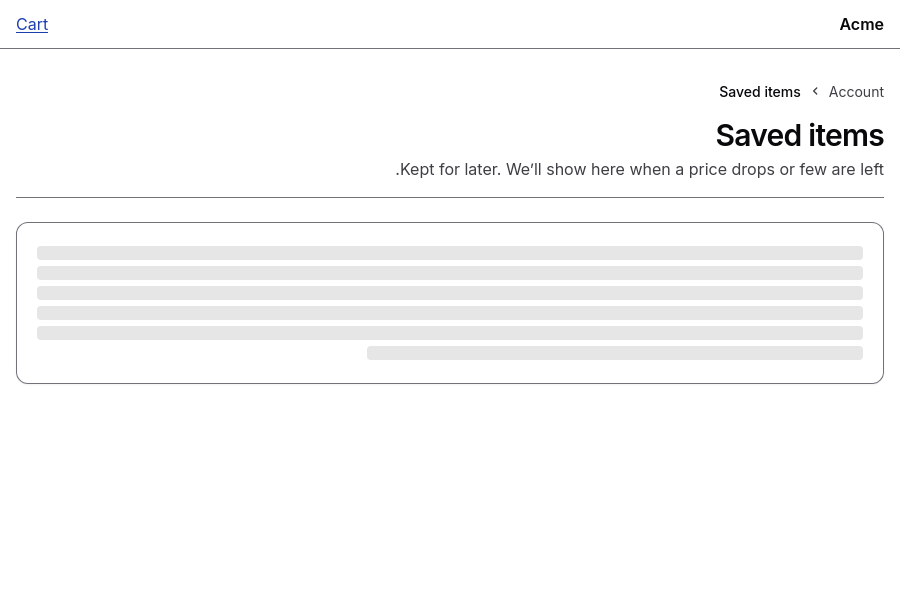 Acme
Cart
Account
Saved items
Saved items
Kept for later. We’ll show here when a price drops or few are left.